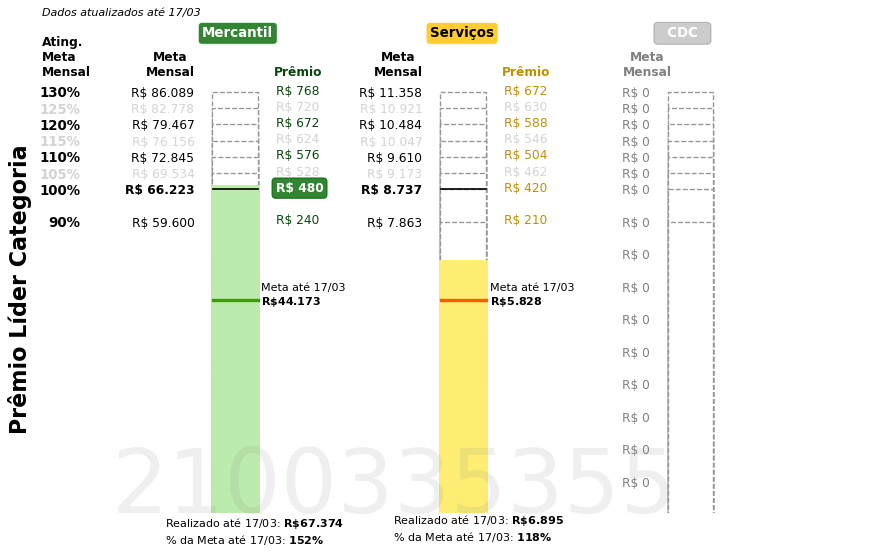 Dados atualizados até 17/03
Mercantil
Serviços
CDC
Ating.
Meta
Mensal
Meta
Mensal
Prêmio
Meta
Mensal
Prêmio
Meta
Mensal
130% R$ 86.089 R$ 768 R$ 11.358 R$ 672 R$ 0
125% R$ 82.778 R$ 720 R$ 10.921 R$ 630 R$ 0
120% R$ 79.467 R$ 672 R$ 10.484 R$ 588 R$ 0
115% R$ 76.156 R$ 624 R$ 10.047 R$ 546 R$ 0
110% R$ 72.845 R$ 576 R$ 9.610 R$ 504 R$ 0
105% R$ 69.534 R$ 528 R$ 9.173 R$ 462 R$ 0
100% R$ 66.223 R$ 480 R$ 8.737 R$ 420 R$ 0
90% R$ 59.600 R$ 240 R$ 7.863 R$ 210 R$ 0
R$ 0
Meta até 17/03
R$44.173
Meta até 17/03
R$5.828
R$ 0
R$ 0
R$ 0
R$ 0
R$ 0
R$ 0
R$ 0
Prêmio Líder Categoria
2100335355
Realizado até 17/03: R$67.374
% da Meta até 17/03: 152%
Realizado até 17/03: R$6.895
% da Meta até 17/03: 118%